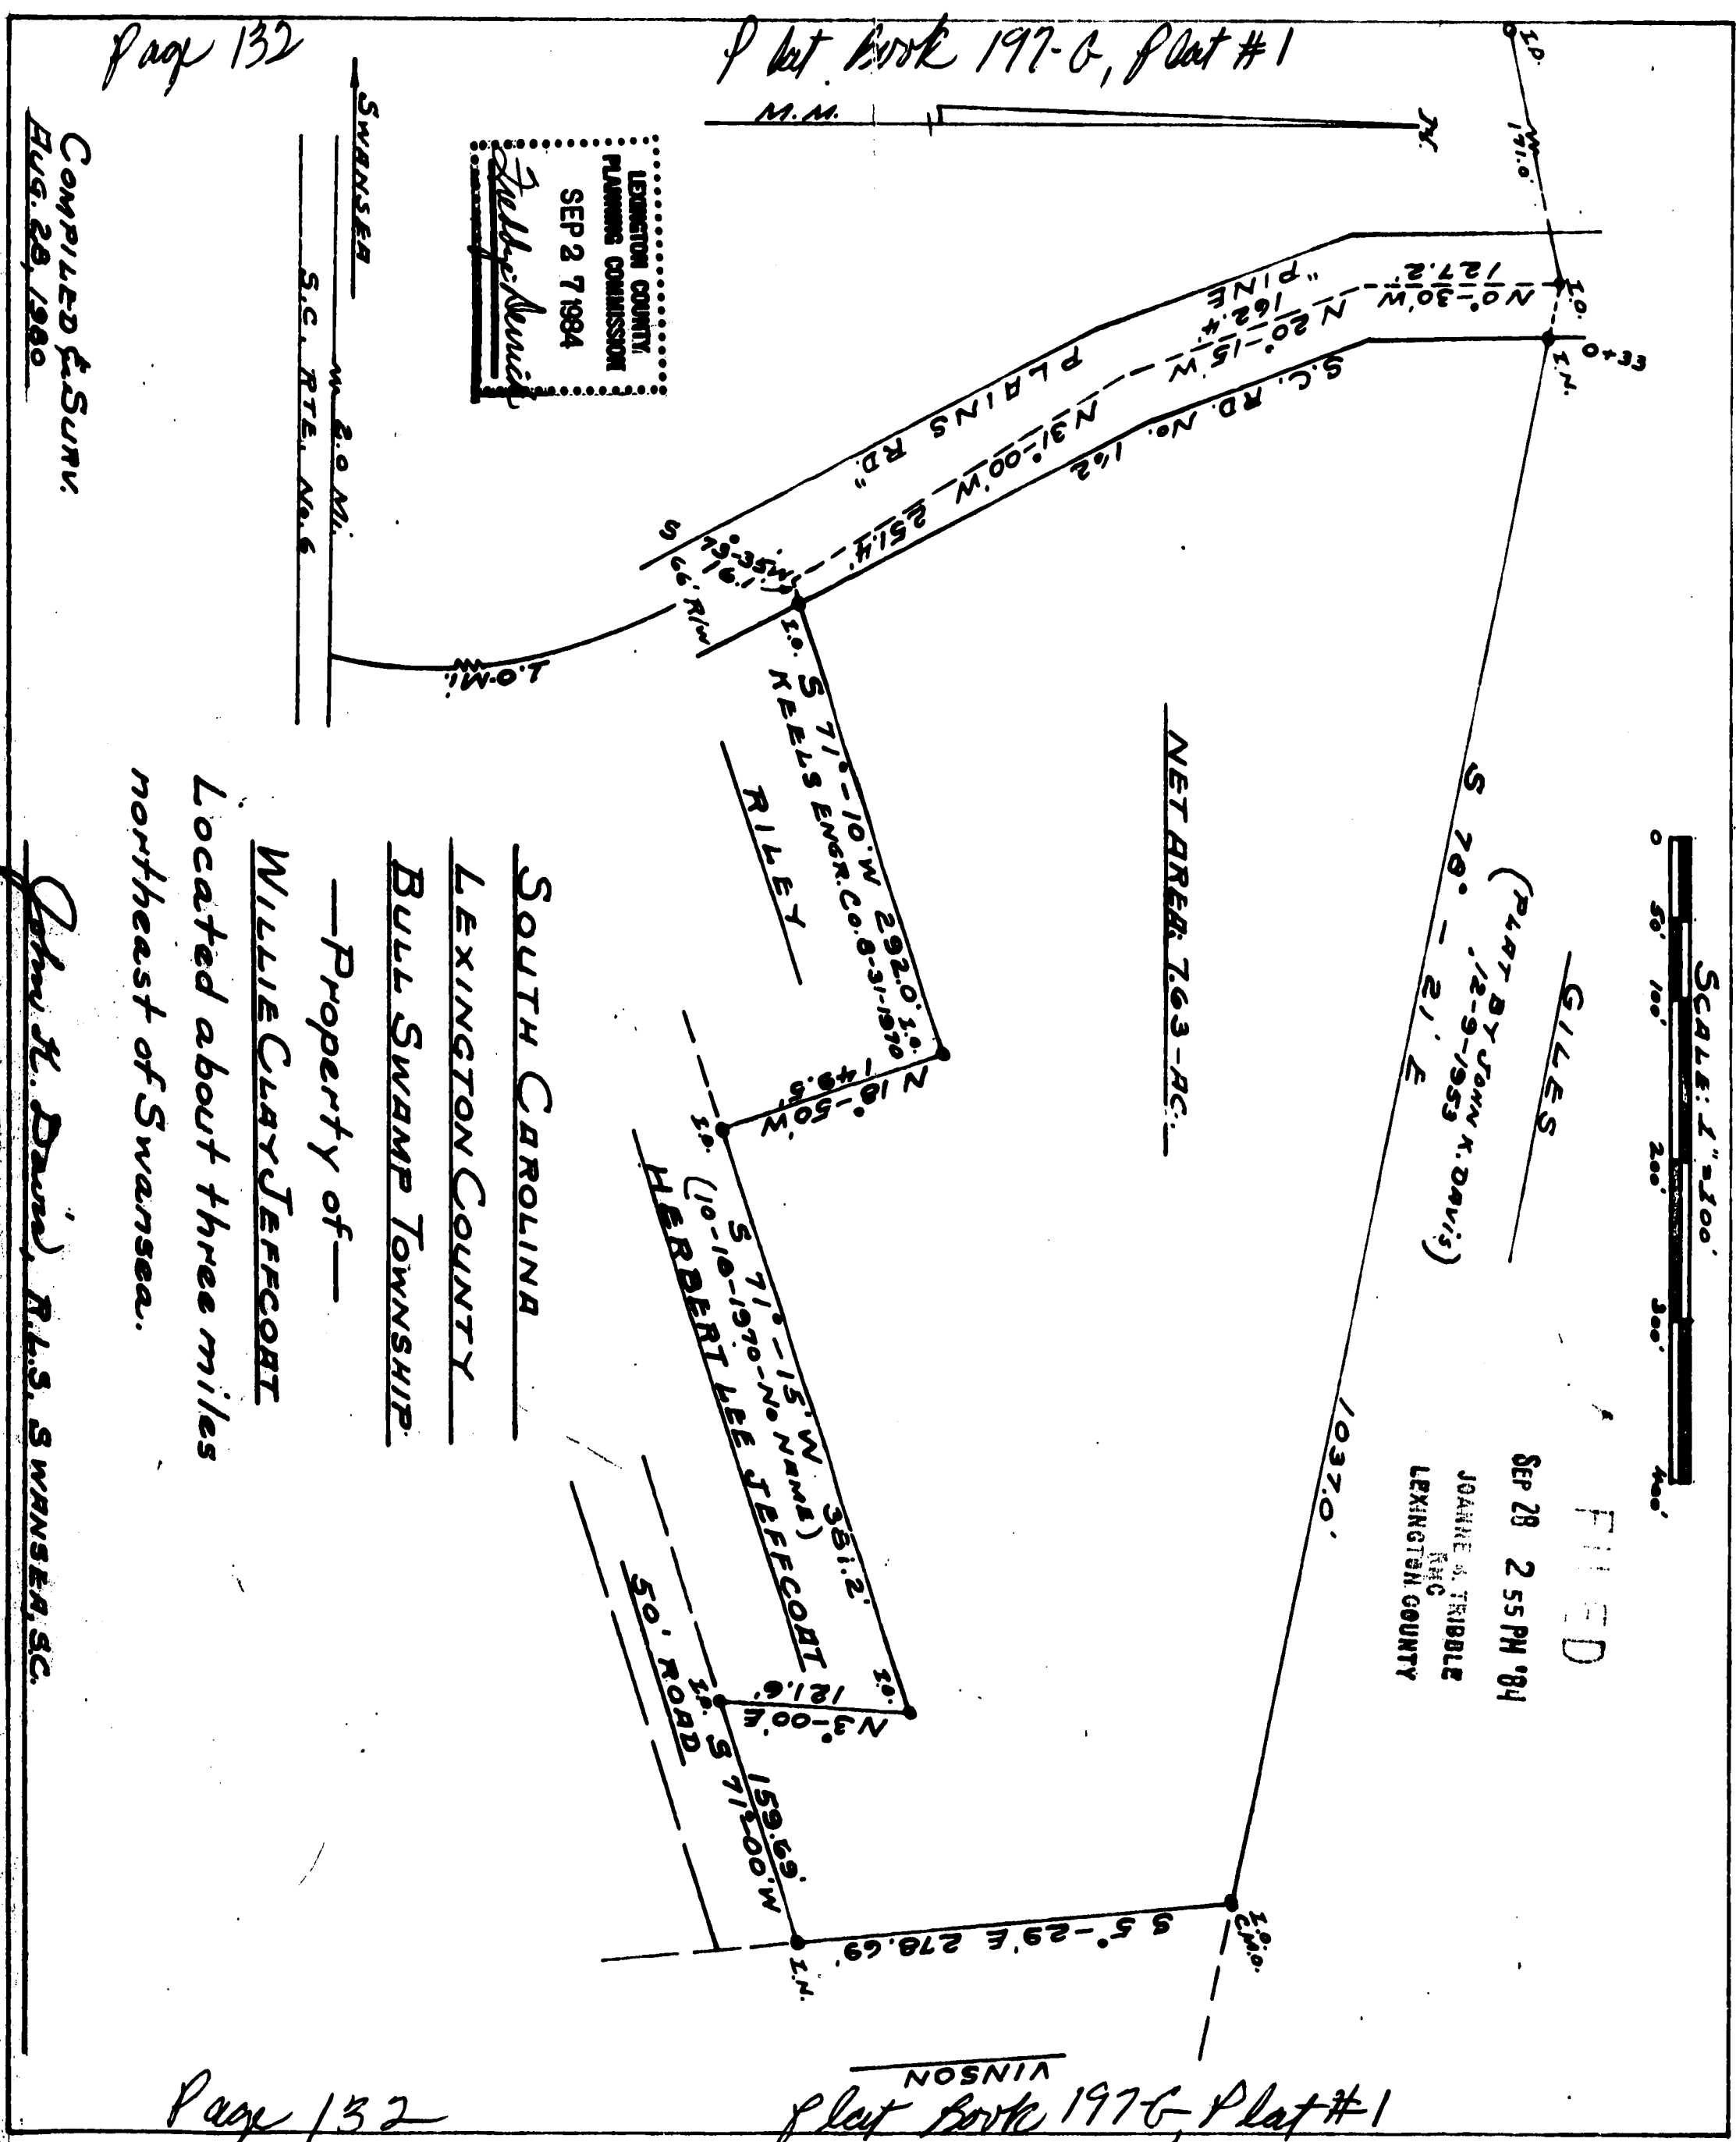 Page 132
Plat Book 197-G, Plat #1
SCALE: 1"=100'
0 50' 100' 200' 300' 400'
SEP 28 2 55 PM '84
JOANNE TRIBBLE
RMC
LEXINGTON COUNTY
GILES
(PLAT BY JOHN K. DAVIS
12-9-1953)
S 78° - 21' E
1037.0'
I.O.
171.0'
I.O.
I.N.
0+33
N.
M.M.
N 0°-30' W
127.2'
N 20°-15' W
162.4'
N 31°-00' W 251.4'
"PINE PLAINS RD."
S.C. RD. No. 162
66' R/W
NET AREA 7.63-AC.
I.O.
S 71°-10' W 292.0' I.O.
KEELS ENGR. CO. 8-31-1970
RILEY
N 18°-50' W
149.5'
I.O.
S 71°-15' W 381.2'
(10-10-1970-NO NAME)
HERBERT LEE JEFFCOAT
I.O.
N 3°-00' E
121.6'
I.O.
S 71°-00' W
159.69'
50' ROAD
I.N.
S 5°-29' E 278.69'
I.O.
C.M.O.
VINSON
LEXINGTON COUNTY
PLANNING COMMISSION
SEP 27 1984
SWANSEA
2.0 Mi.
S.C. RTE. No. 6
1.0 Mi.
SOUTH CAROLINA
LEXINGTON COUNTY
BULL SWAMP TOWNSHIP
—Property of—
WILLIE CLAY JEFFCOAT
Located about three miles
northeast of Swansea.
COMPILED & SURV.
AUG. 28, 1980
John K. Davis, R.L.S. SWANSEA, S.C.
Page 132
Plat Book 197-G, Plat #1